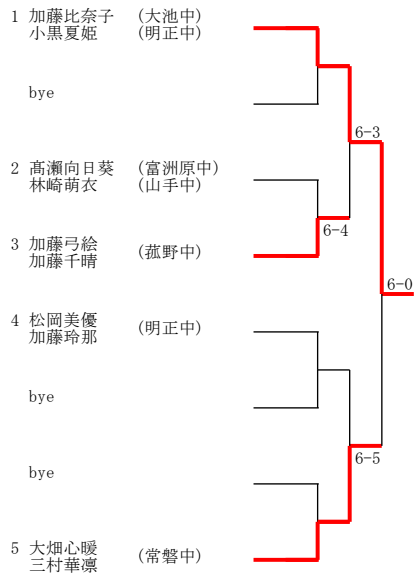 1 加藤比奈子 (大池中)
小黒夏姫 (明正中)
bye
6-3
2 髙瀬向日葵 (富洲原中)
林崎萌衣 (山手中)
6-4
3 加藤弓絵
加藤千晴 (菰野中)
6-0
4 松岡美優
加藤玲那 (明正中)
bye
6-5
bye
5 大畑心暖
三村華凛 (常磐中)